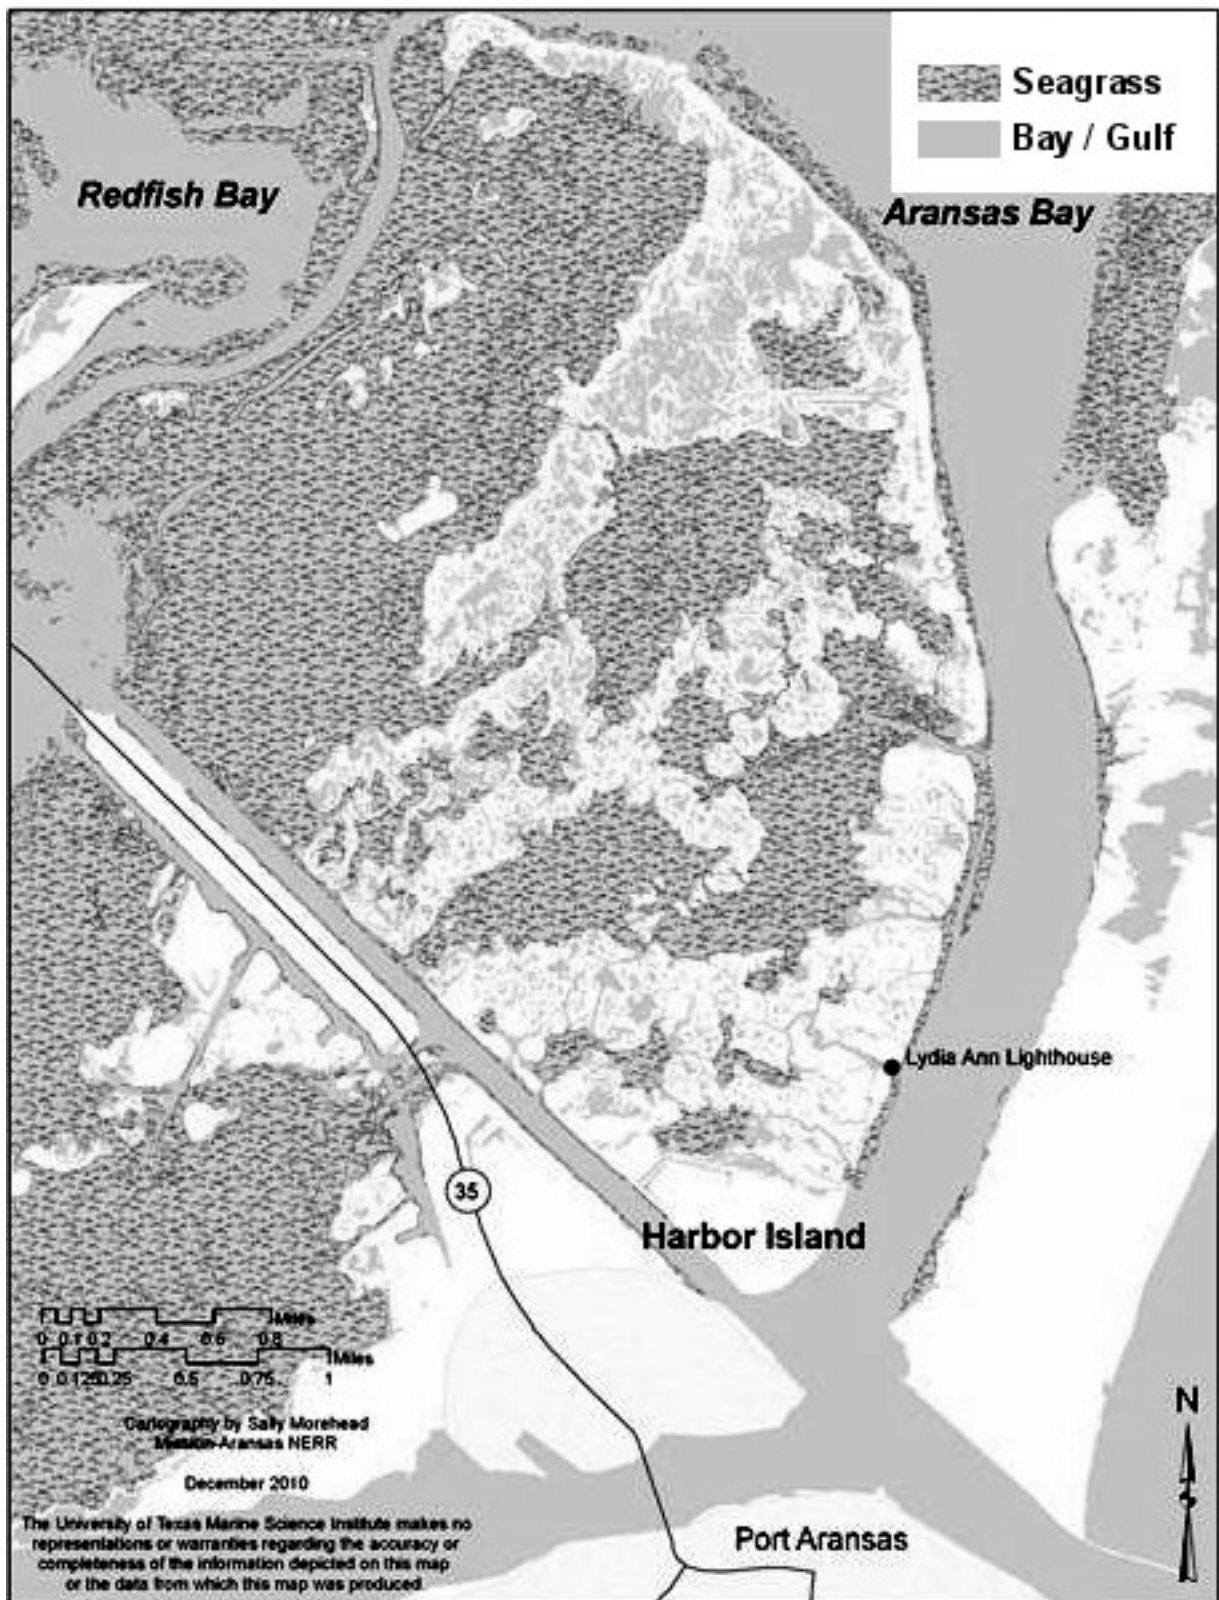 Seagrass
Bay / Gulf
Redfish Bay
Aransas Bay
Lydia Ann Lighthouse
35
Harbor Island
Miles
0 0.1 0.2 0.4 0.6 0.8
Miles
0 0.125 0.25 0.5 0.75 1
N
Cartography by Sally Morehead
Mission-Aransas NERR
December 2010
The University of Texas Marine Science Institute makes no
representations or warranties regarding the accuracy or
completeness of the information depicted on this map
or the data from which this map was produced
Port Aransas